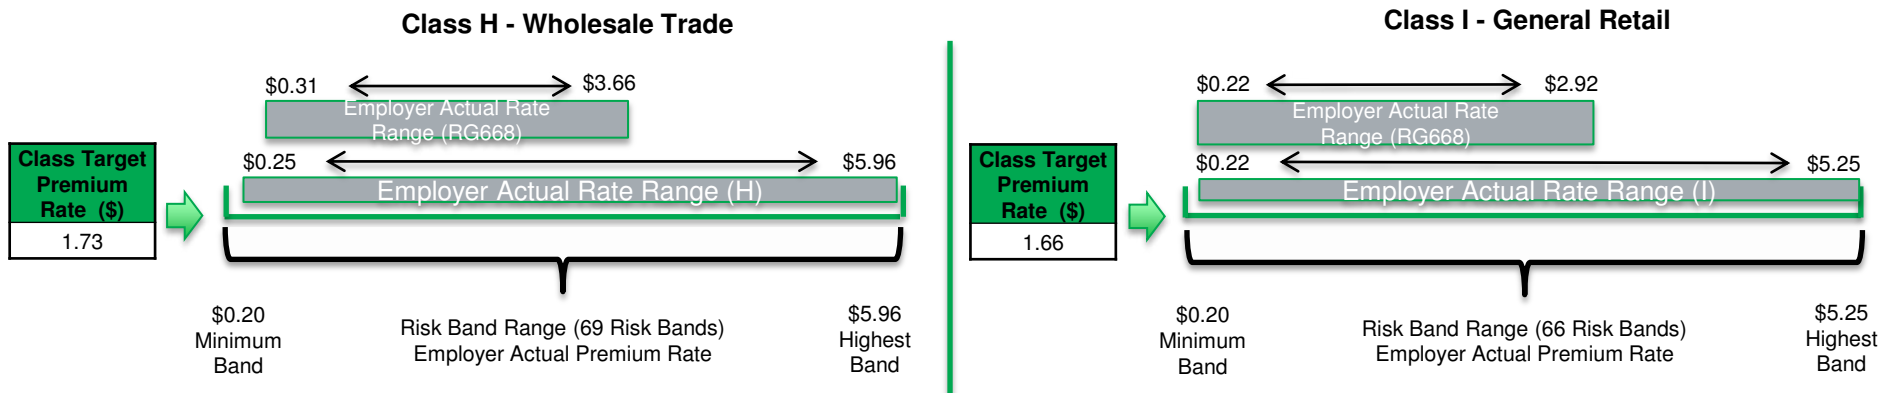 Class H - Wholesale Trade
$0.31
$3.66
Employer Actual Rate
Range (RG668)
$0.25
$5.96
Employer Actual Rate Range (H)
Class Target
Premium
Rate ($)
1.73
$0.20
Minimum
Band
Risk Band Range (69 Risk Bands)
Employer Actual Premium Rate
$5.96
Highest
Band
Class I - General Retail
$0.22
$2.92
Employer Actual Rate
Range (RG668)
$0.22
$5.25
Employer Actual Rate Range (I)
Class Target
Premium
Rate ($)
1.66
$0.20
Minimum
Band
Risk Band Range (66 Risk Bands)
Employer Actual Premium Rate
$5.25
Highest
Band